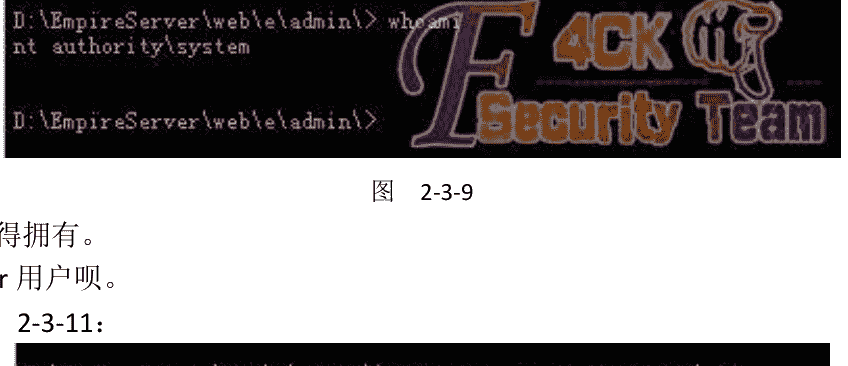 D:\EmpireServer\web\e\admin\> whoami
nt authority\system
D:\EmpireServer\web\e\admin\>
F4CK
Security Team
图 2-3-9
得拥有。
r 用户呗。
2-3-11：